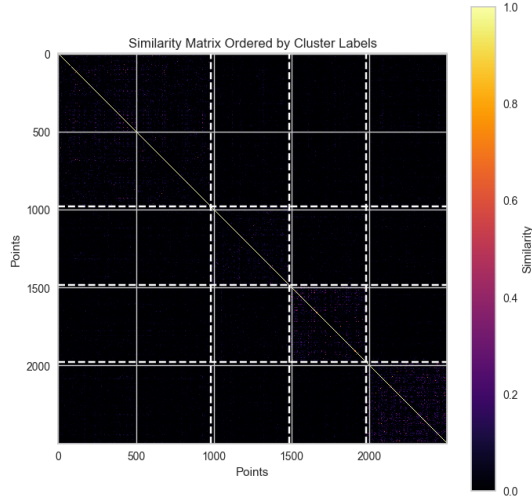 Similarity Matrix Ordered by Cluster Labels
0
500
1000
1500
2000
Points
0 500 1000 1500 2000
Points
1.0
0.8
0.6
0.4
0.2
0.0
Similarity